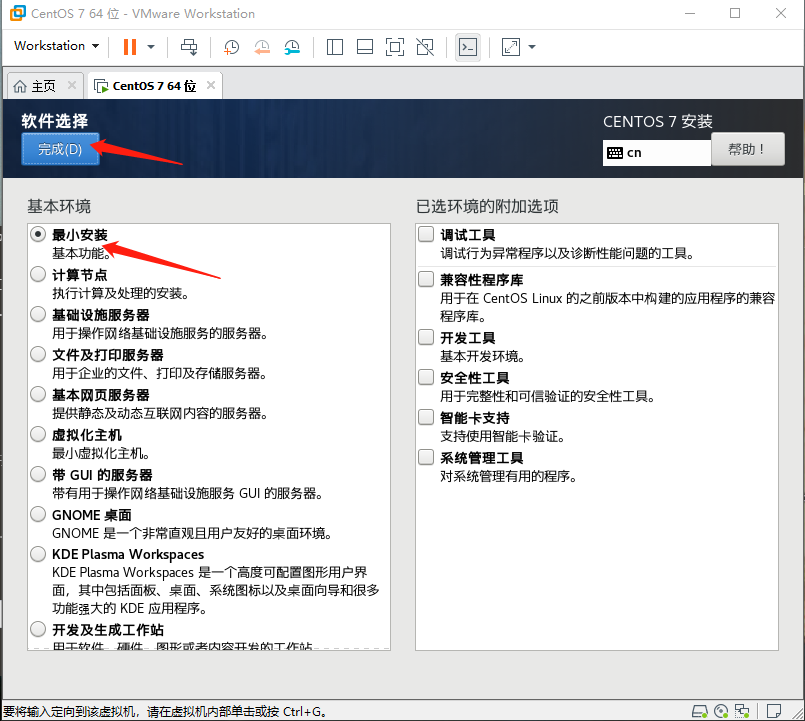 CentOS 7 64 位 - VMware Workstation
Workstation
主页
CentOS 7 64 位
软件选择
CENTOS 7 安装
完成(D)
cn
帮助！
基本环境
最小安装
基本功能。
计算节点
执行计算及处理的安装。
基础设施服务器
用于操作网络基础设施服务的服务器。
文件及打印服务器
用于企业的文件、打印及存储服务器。
基本网页服务器
提供静态及动态互联网内容的服务器。
虚拟化主机
最小虚拟化主机。
带 GUI 的服务器
带有用于操作网络基础设施服务 GUI 的服务器。
GNOME 桌面
GNOME 是一个非常直观且用户友好的桌面环境。
KDE Plasma Workspaces
KDE Plasma Workspaces 是一个高度可配置图形用户界
面，其中包括面板、桌面、系统图标以及桌面向导和很多
功能强大的 KDE 应用程序。
开发及生成工作站
用于软件、硬件、图形或者内容开发的工作站
已选环境的附加选项
调试工具
调试行为异常程序以及诊断性能问题的工具。
兼容性程序库
用于在 CentOS Linux 的之前版本中构建的应用程序的兼容
程序库。
开发工具
基本开发环境。
安全性工具
用于完整性和可信验证的安全性工具。
智能卡支持
支持使用智能卡验证。
系统管理工具
对系统管理有用的程序。
要将输入定向到该虚拟机，请在虚拟机内部单击或按 Ctrl+G。